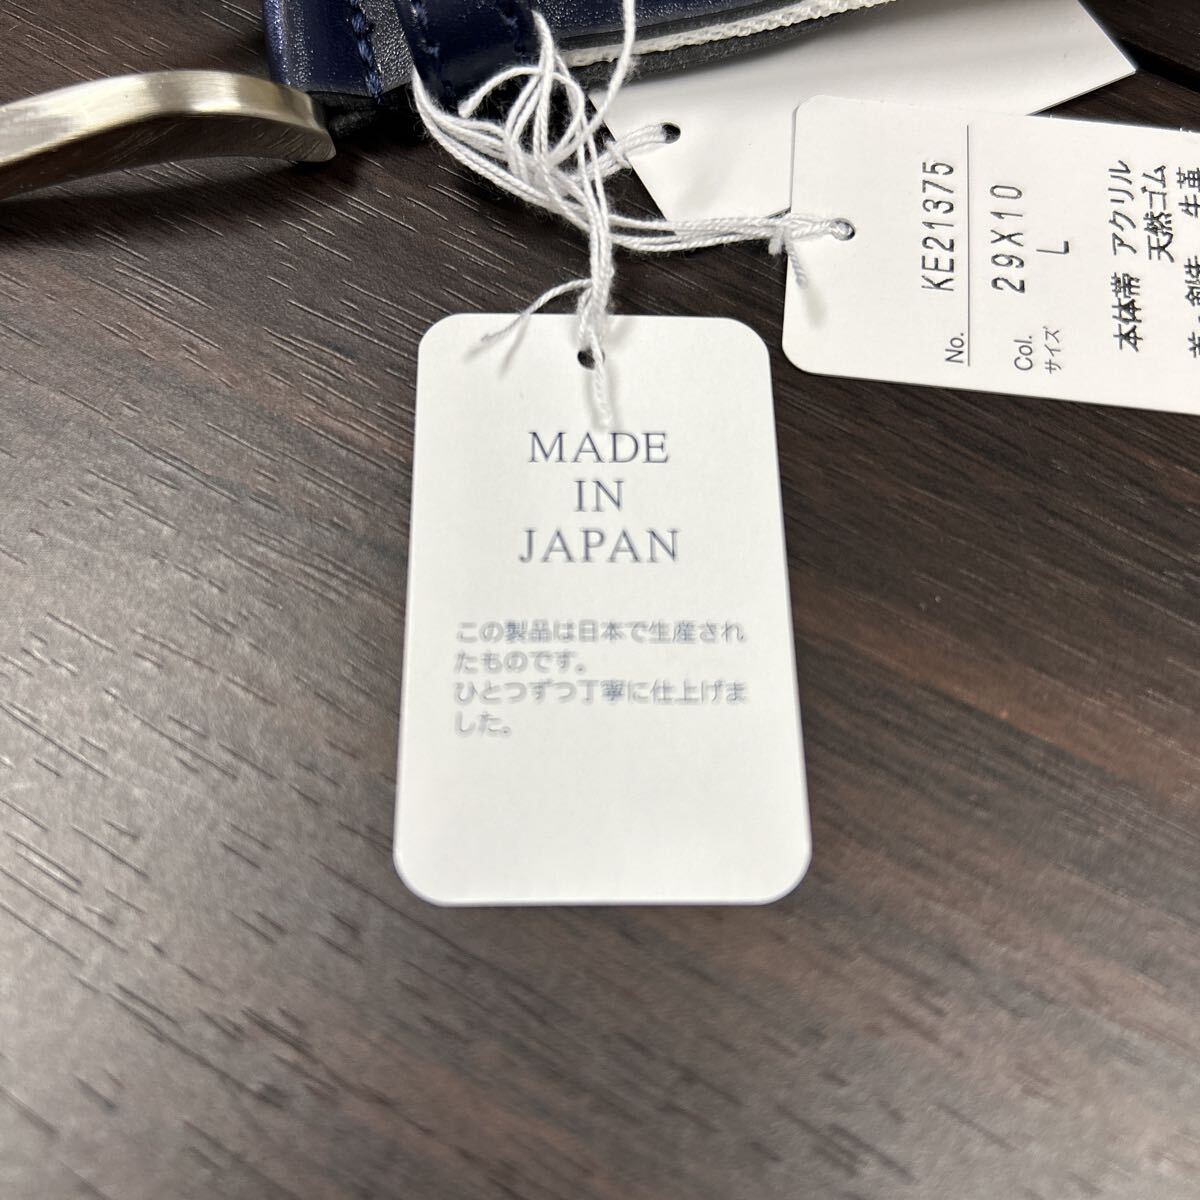 MADE
IN
JAPAN
この製品は日本で生産され
たものです。
ひとつずつ丁寧に仕上げま
した。
No. KE21375
Col. 29X10
サイズ L
本体帯 アクリル
天然ゴム
牛革